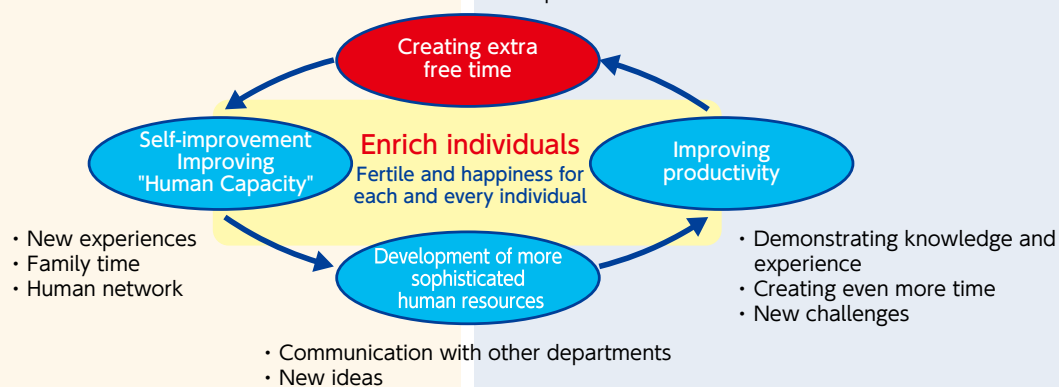 Creating extra
free time
Self-improvement
Improving
"Human Capacity"
Enrich individuals
Fertile and happiness for
each and every individual
Improving
productivity
・New experiences
・Family time
・Human network
Development of more
sophisticated
human resources
・Demonstrating knowledge and
experience
・Creating even more time
・New challenges
・Communication with other departments
・New ideas